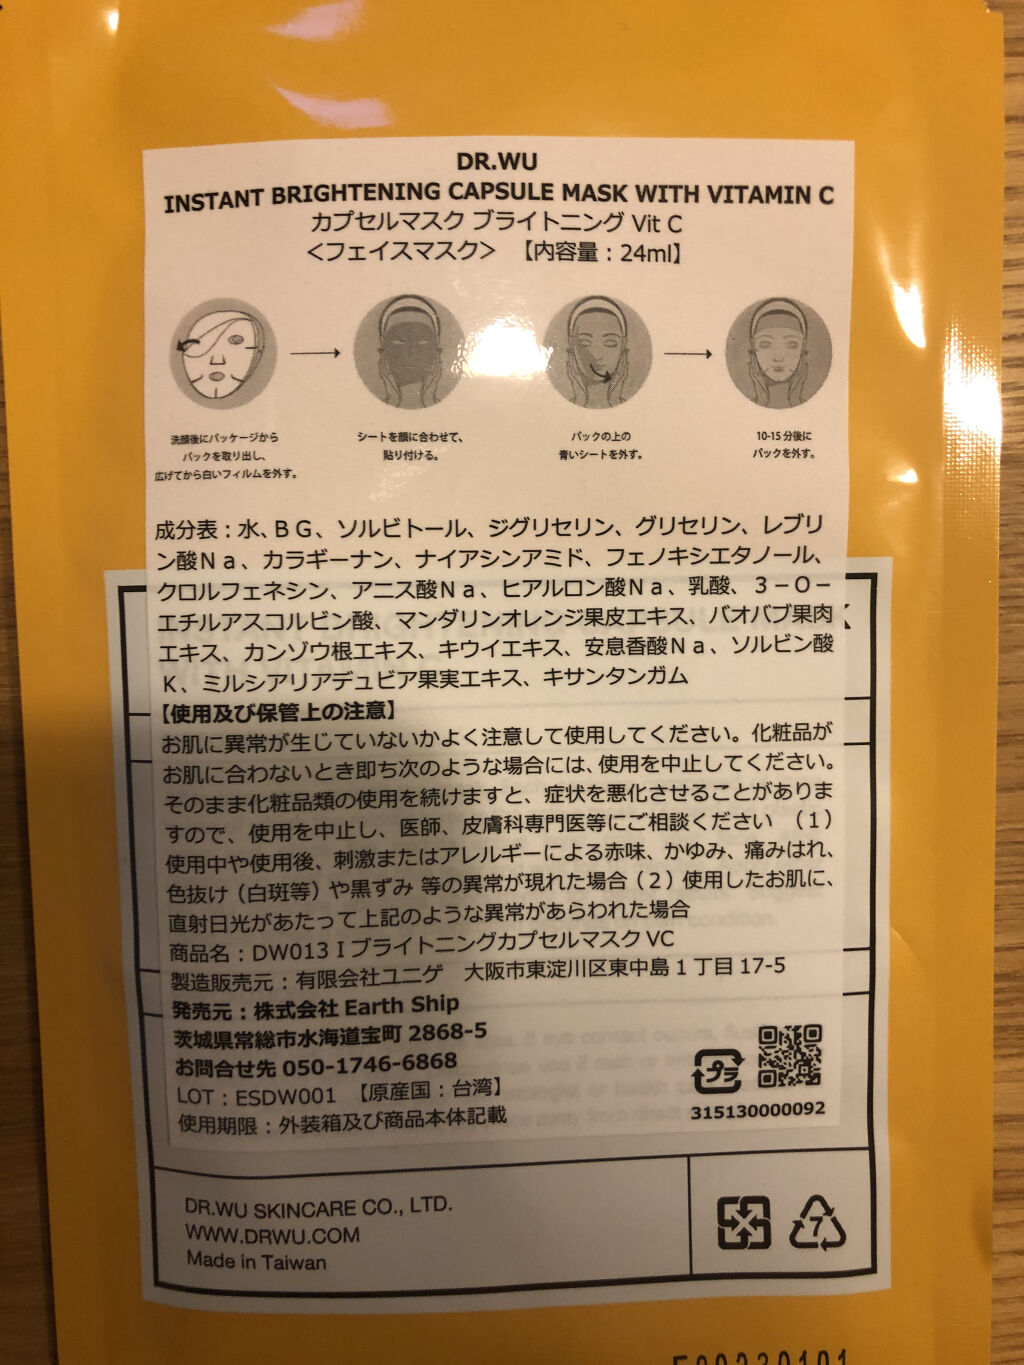 DR.WU
INSTANT BRIGHTENING CAPSULE MASK WITH VITAMIN C
カプセルマスク ブライトニング Vit C
＜フェイスマスク＞ 【内容量：24ml】
洗顔後にパッケージから
パックを取り出し、
広げてから白いフィルムを外す。
シートを顔に合わせて、
貼り付ける。
パックの上の
青いシートを外す。
10-15 分後に
パックを外す。
成分表：水、ＢＧ、ソルビトール、ジグリセリン、グリセリン、レブリ
ン酸Ｎａ、カラギーナン、ナイアシンアミド、フェノキシエタノール、
クロルフェネシン、アニス酸Ｎａ、ヒアルロン酸Ｎａ、乳酸、３－Ｏ－
エチルアスコルビン酸、マンダリンオレンジ果皮エキス、バオバブ果肉
エキス、カンゾウ根エキス、キウイエキス、安息香酸Ｎａ、ソルビン酸
Ｋ、ミルシアリアデュビア果実エキス、キサンタンガム
【使用及び保管上の注意】
お肌に異常が生じていないかよく注意して使用してください。化粧品が
お肌に合わないとき即ち次のような場合には、使用を中止してください。
そのまま化粧品類の使用を続けますと、症状を悪化させることがありま
すので、使用を中止し、医師、皮膚科専門医等にご相談ください （１）
使用中や使用後、刺激またはアレルギーによる赤味、かゆみ、痛みはれ、
色抜け（白斑等）や黒ずみ 等の異常が現れた場合（２）使用したお肌に、
直射日光があたって上記のような異常があらわれた場合
商品名：DW013 I ブライトニングカプセルマスク VC
製造販売元：有限会社ユニゲ 大阪市東淀川区東中島 1 丁目 17-5
発売元：株式会社 Earth Ship
茨城県常総市水海道宝町 2868-5
お問合せ先 050-1746-6868
LOT：ESDW001 【原産国：台湾】
使用期限：外装箱及び商品本体記載
プラ
315130000092
DR.WU SKINCARE CO., LTD.
WWW.DRWU.COM
Made in Taiwan
7